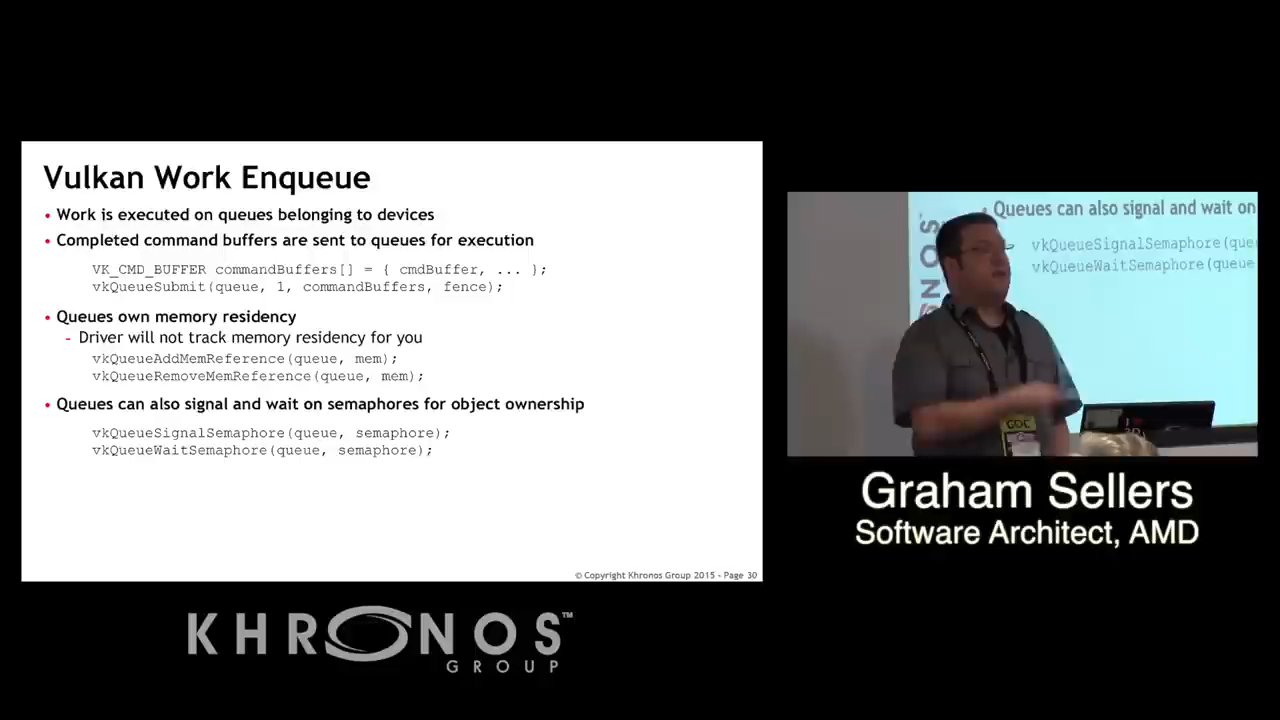 Vulkan Work Enqueue
• Work is executed on queues belonging to devices
• Completed command buffers are sent to queues for execution
VK_CMD_BUFFER commandBuffers[] = { cmdBuffer, ... };
vkQueueSubmit(queue, 1, commandBuffers, fence);
• Queues own memory residency
- Driver will not track memory residency for you
vkQueueAddMemReference(queue, mem);
vkQueueRemoveMemReference(queue, mem);
• Queues can also signal and wait on semaphores for object ownership
vkQueueSignalSemaphore(queue, semaphore);
vkQueueWaitSemaphore(queue, semaphore);
© Copyright Khronos Group 2015 - Page 30
Queues can also signal and wait on
vkQueueSignalSemaphore(que
vkQueueWaitSemaphore(queue
NOS
GDC
Graham Sellers
Software Architect, AMD
KHRONOS™
GROUP